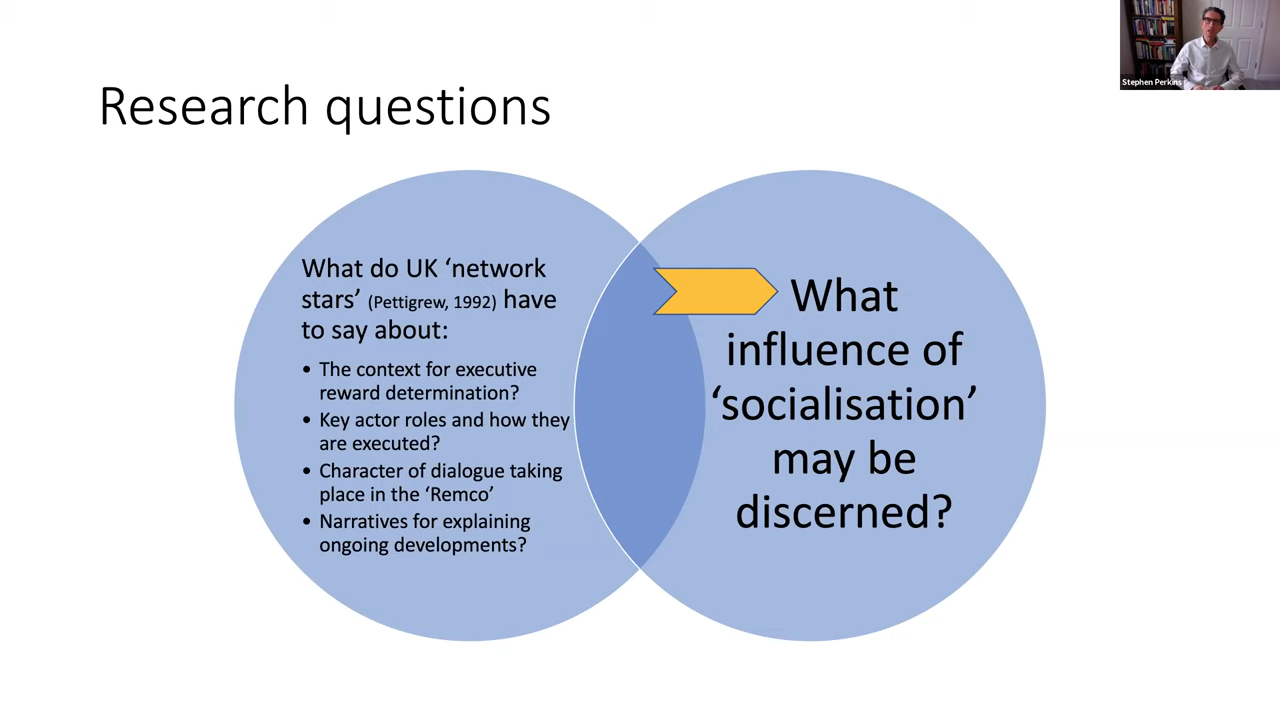 Stephen Perkins
Research questions
What do UK ‘network
stars’ (Pettigrew, 1992) have
to say about:
• The context for executive
reward determination?
• Key actor roles and how they
are executed?
• Character of dialogue taking
place in the ‘Remco’
• Narratives for explaining
ongoing developments?
What
influence of
‘socialisation’
may be
discerned?